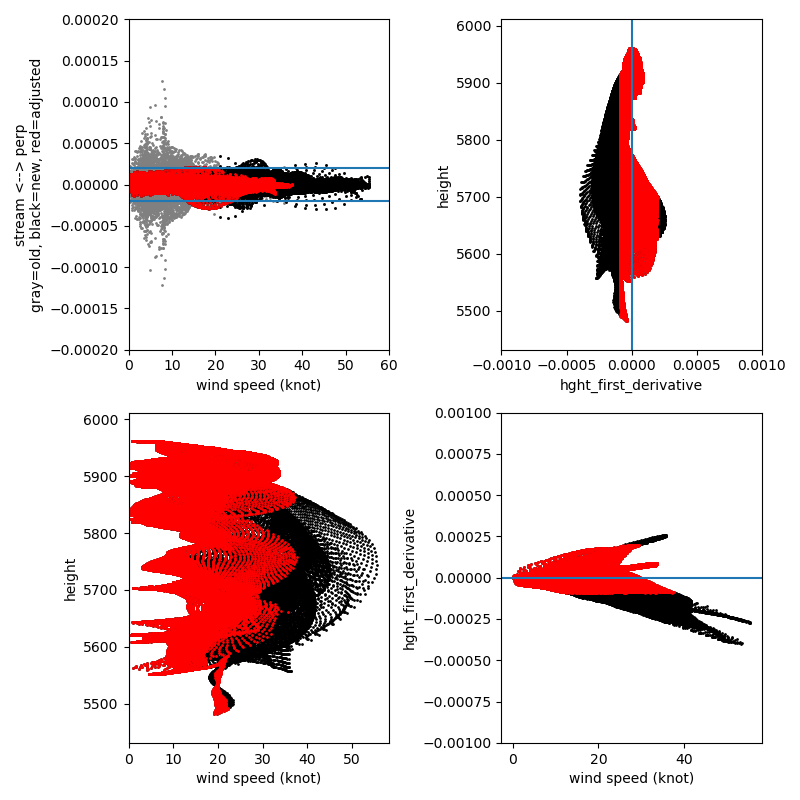 0.00020
0.00015
0.00010
0.00005
0.00000
−0.00005
−0.00010
−0.00015
−0.00020
stream <--> perp
gray=old, black=new, red=adjusted
0 10 20 30 40 50 60
wind speed (knot)
6000
5900
5800
5700
5600
5500
height
−0.0010 −0.0005 0.0000 0.0005 0.0010
hght_first_derivative
6000
5900
5800
5700
5600
5500
height
0 10 20 30 40 50
wind speed (knot)
0.00100
0.00075
0.00050
0.00025
0.00000
−0.00025
−0.00050
−0.00075
−0.00100
hght_first_derivative
0 20 40
wind speed (knot)